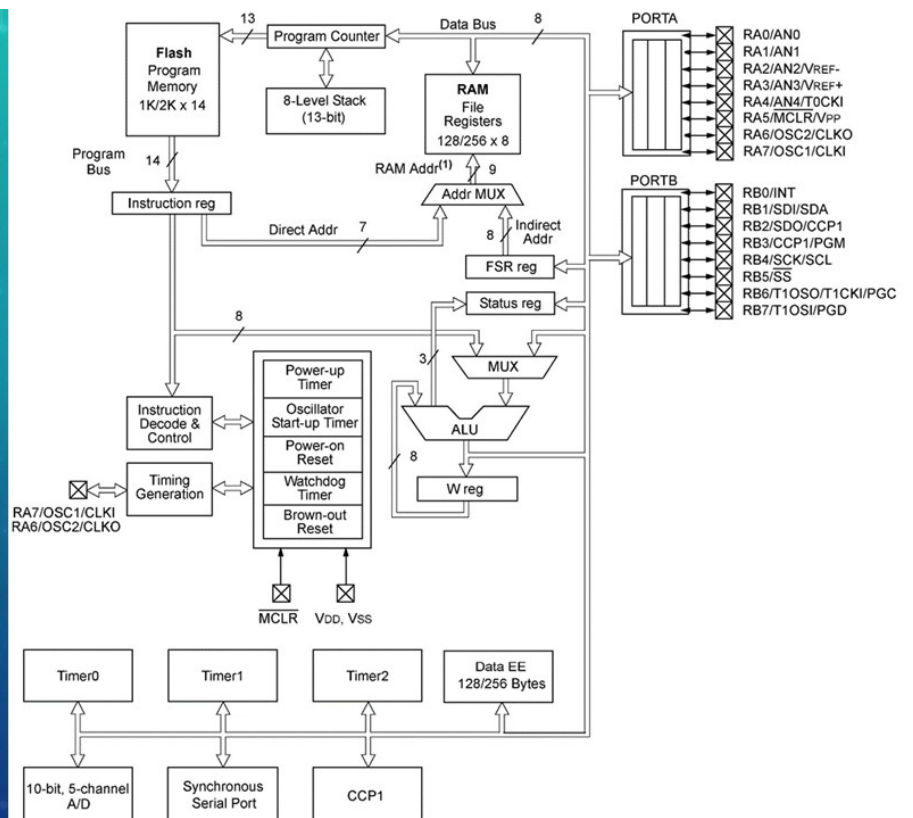 13
Data Bus
8
PORTA
Flash
Program
Memory
1K/2K x 14
Program Counter
8-Level Stack
(13-bit)
RAM
File
Registers
128/256 x 8
RA0/AN0
RA1/AN1
RA2/AN2/VREF-
RA3/AN3/VREF+
RA4/AN4/T0CKI
RA5/MCLR/VPP
RA6/OSC2/CLKO
RA7/OSC1/CLKI
Program
Bus
14
RAM Addr(1)
9
PORTB
Instruction reg
Addr MUX
Direct Addr
7
8
Indirect
Addr
FSR reg
Status reg
RB0/INT
RB1/SDI/SDA
RB2/SDO/CCP1
RB3/CCP1/PGM
RB4/SCK/SCL
RB5/SS
RB6/T1OSO/T1CKI/PGC
RB7/T1OSI/PGD
8
3
MUX
Power-up
Timer
Instruction
Decode &
Control
Oscillator
Start-up Timer
ALU
Power-on
Reset
8
Timing
Generation
Watchdog
Timer
W reg
RA7/OSC1/CLKI
RA6/OSC2/CLKO
Brown-out
Reset
MCLR
VDD, VSS
Timer0
Timer1
Timer2
Data EE
128/256 Bytes
10-bit, 5-channel
A/D
Synchronous
Serial Port
CCP1